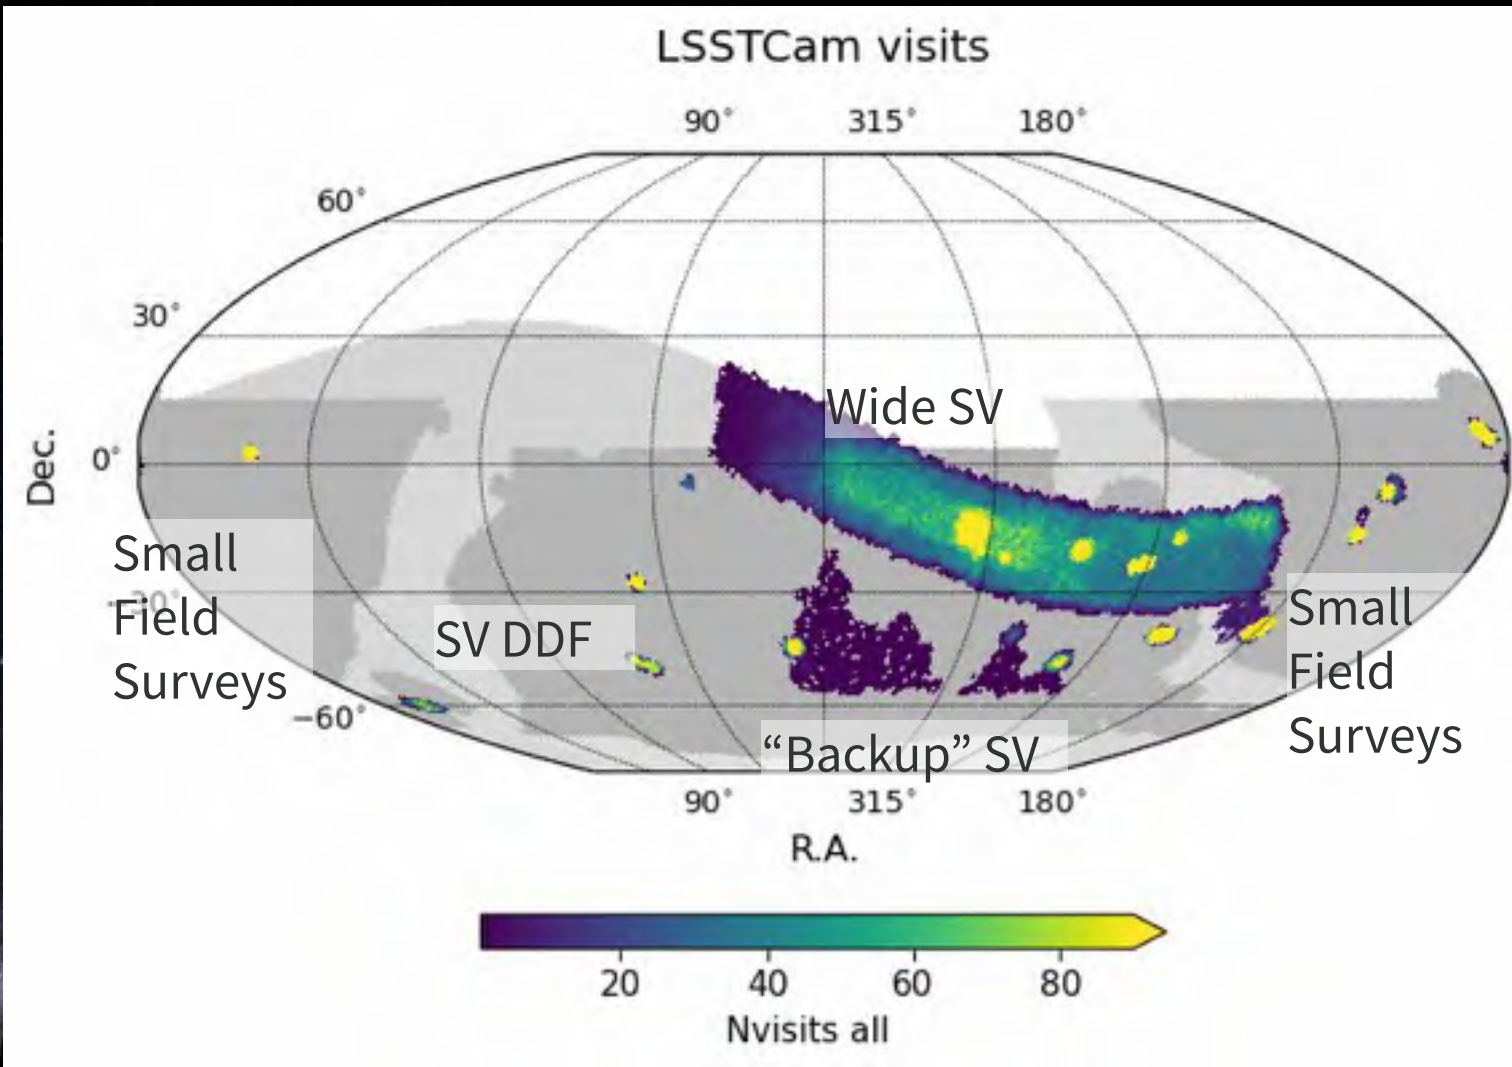 LSSTCam visits
90° 315° 180°
60°
30°
Wide SV
Dec.
0°
Small
Field
Surveys
-30°
SV DDF
Small
Field
Surveys
−60°
“Backup” SV
90° 315° 180°
R.A.
20 40 60 80
Nvisits all